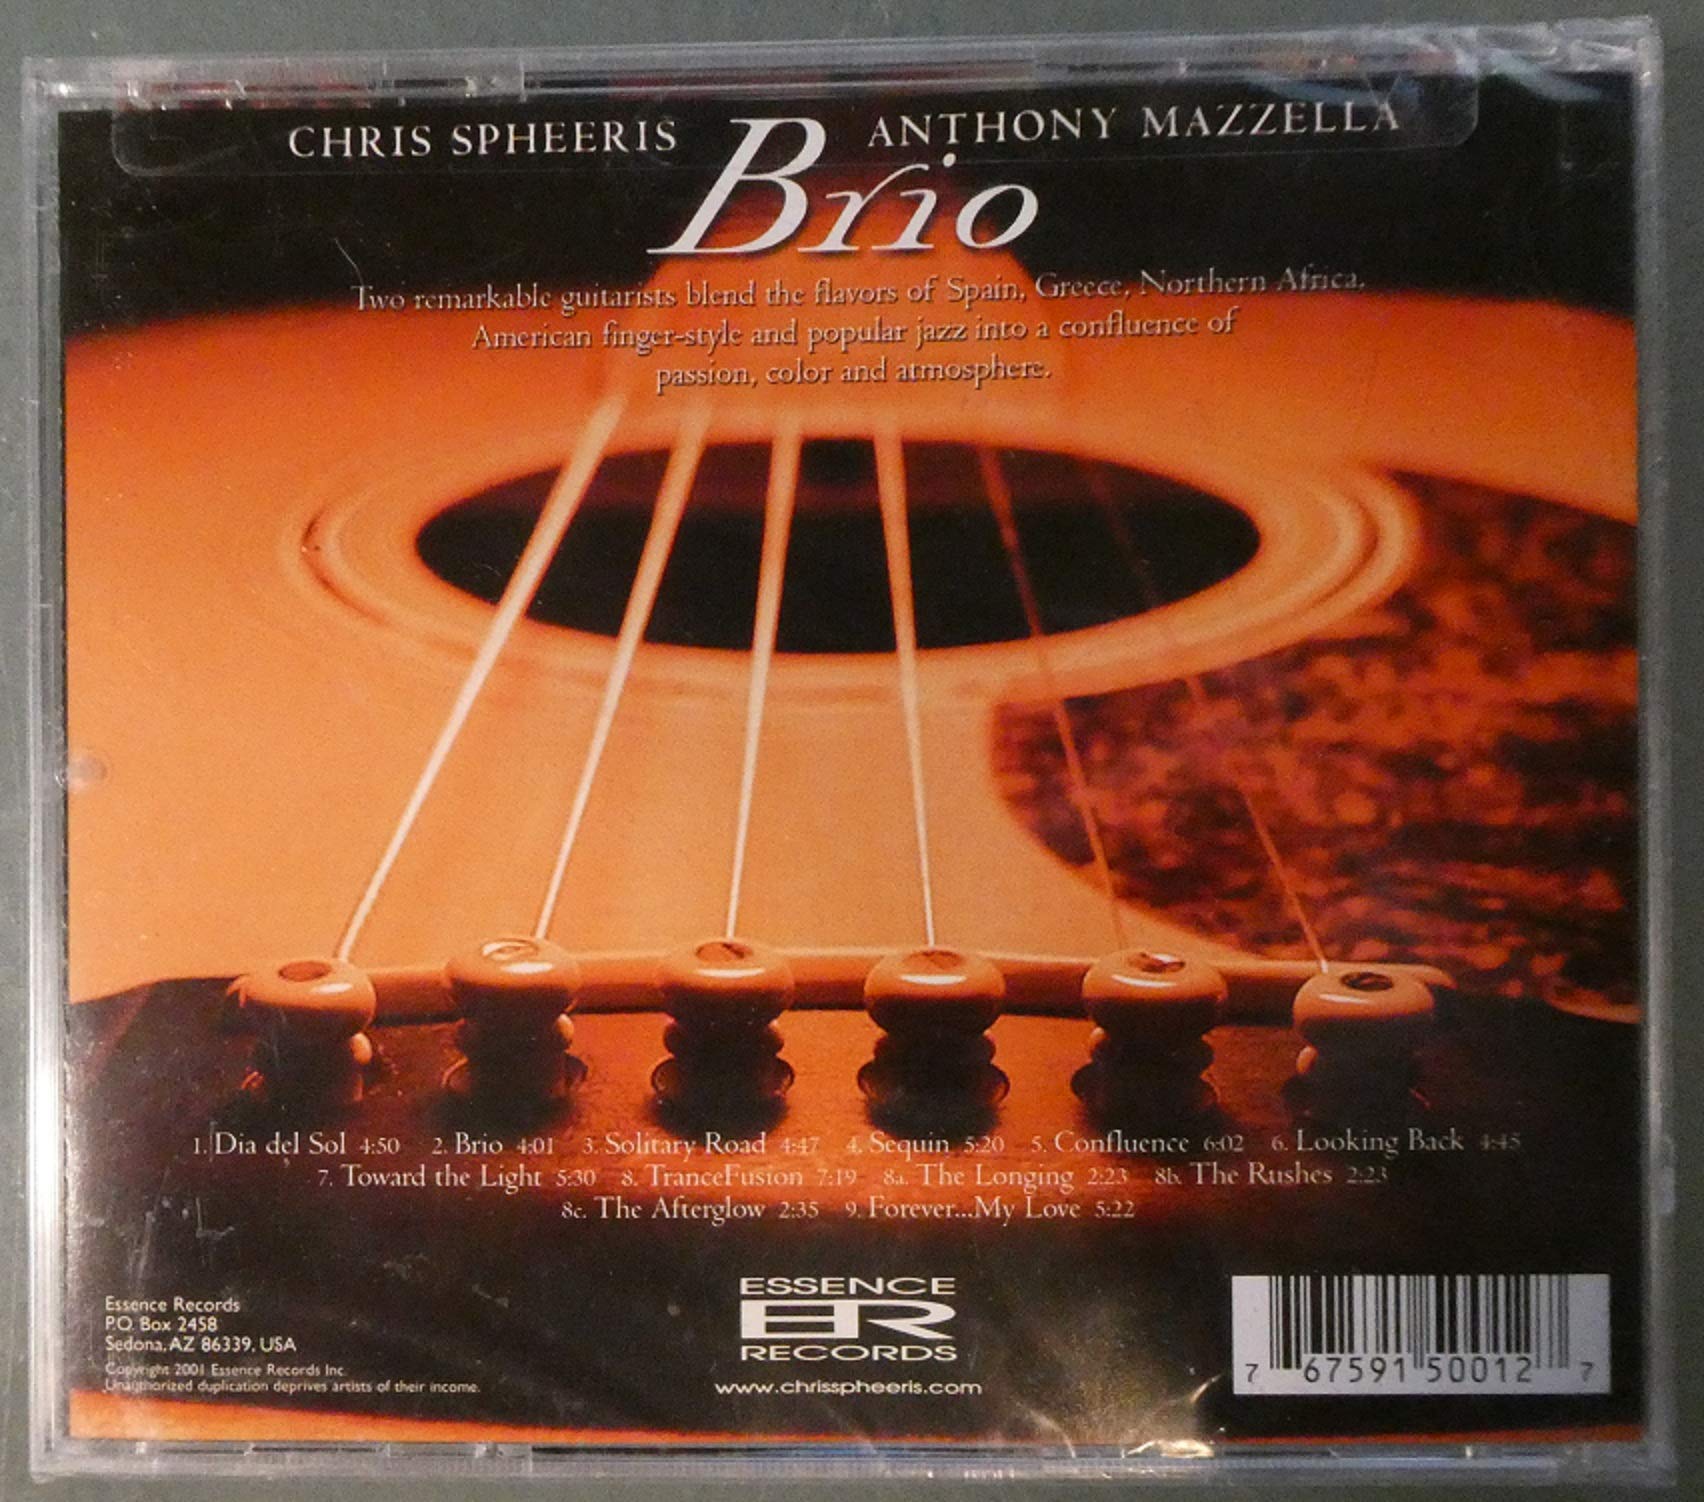 CHRIS SPHEERIS ANTHONY MAZZELLA
Brio
Two remarkable guitarists blend the flavors of Spain, Greece, Northern Africa,
American finger-style and popular jazz into a confluence of
passion, color and atmosphere.
1. Dia del Sol 4:50 2. Brio 4:01 3. Solitary Road 4:47 4. Sequin 5:20 5. Confluence 6:02 6. Looking Back 4:45
7. Toward the Light 5:30 8. TranceFusion 7:19 8a. The Longing 2:23 8b. The Rushes 2:23
8c. The Afterglow 2:35 9. Forever...My Love 5:22
Essence Records
P.O. Box 2458
Sedona, AZ 86339, USA
Copyright 2001 Essence Records Inc.
Unauthorized duplication deprives artists of their income.
ESSENCE
ER
RECORDS
www.chrisspheeris.com
7 67591 50012 7